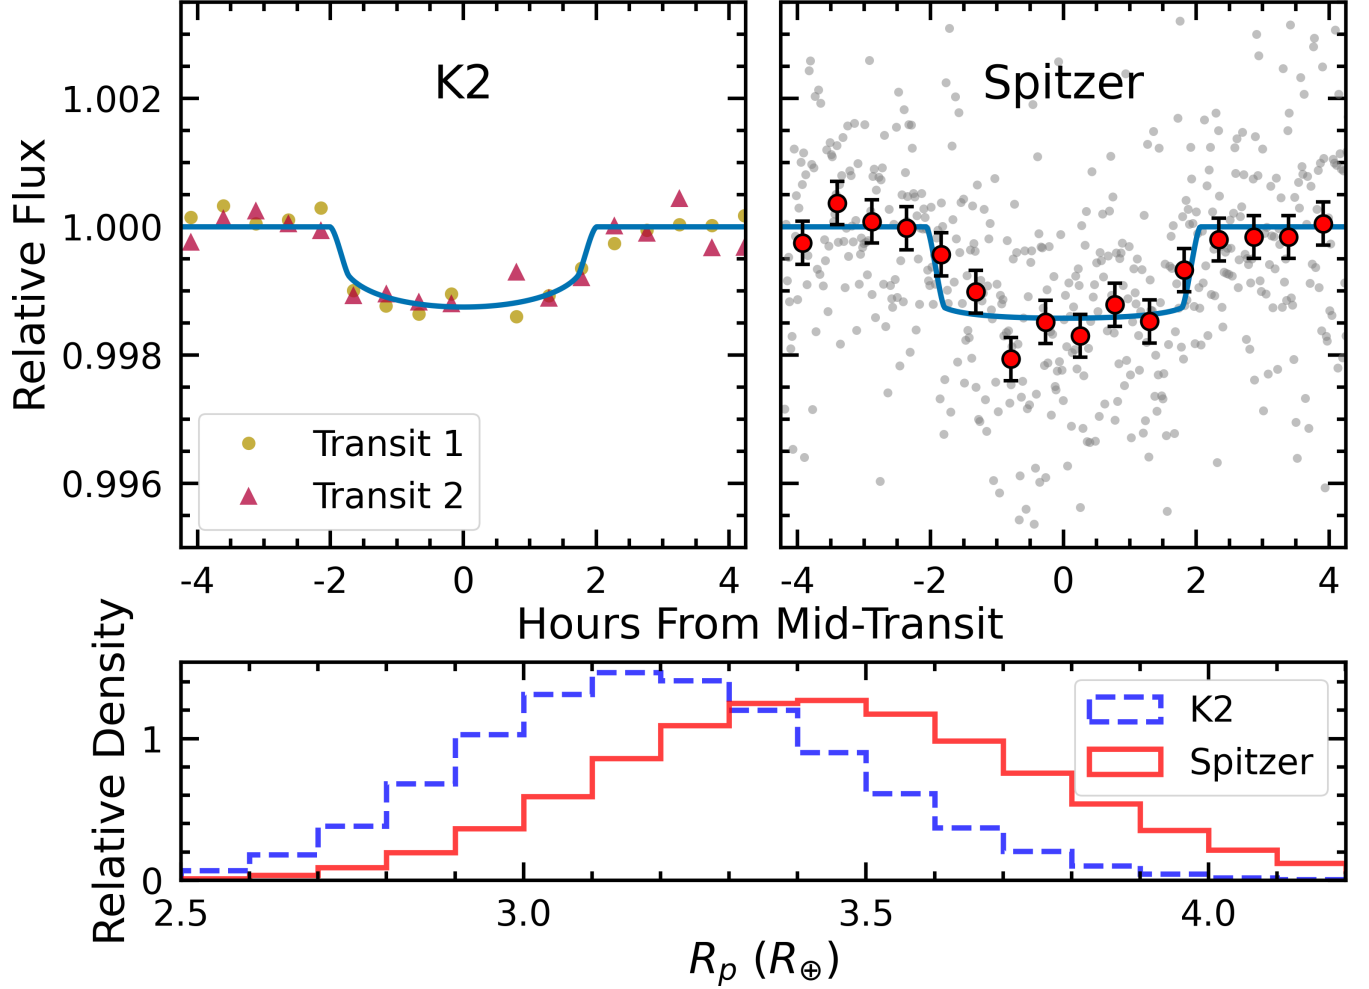 K2
Spitzer
Relative Flux
1.002
1.000
0.998
0.996
Transit 1
Transit 2
-4 -2 0 2 4
-4 -2 0 2 4
Hours From Mid-Transit
Relative Density
1
0
K2
Spitzer
2.5 3.0 3.5 4.0
Rp (R⊕)